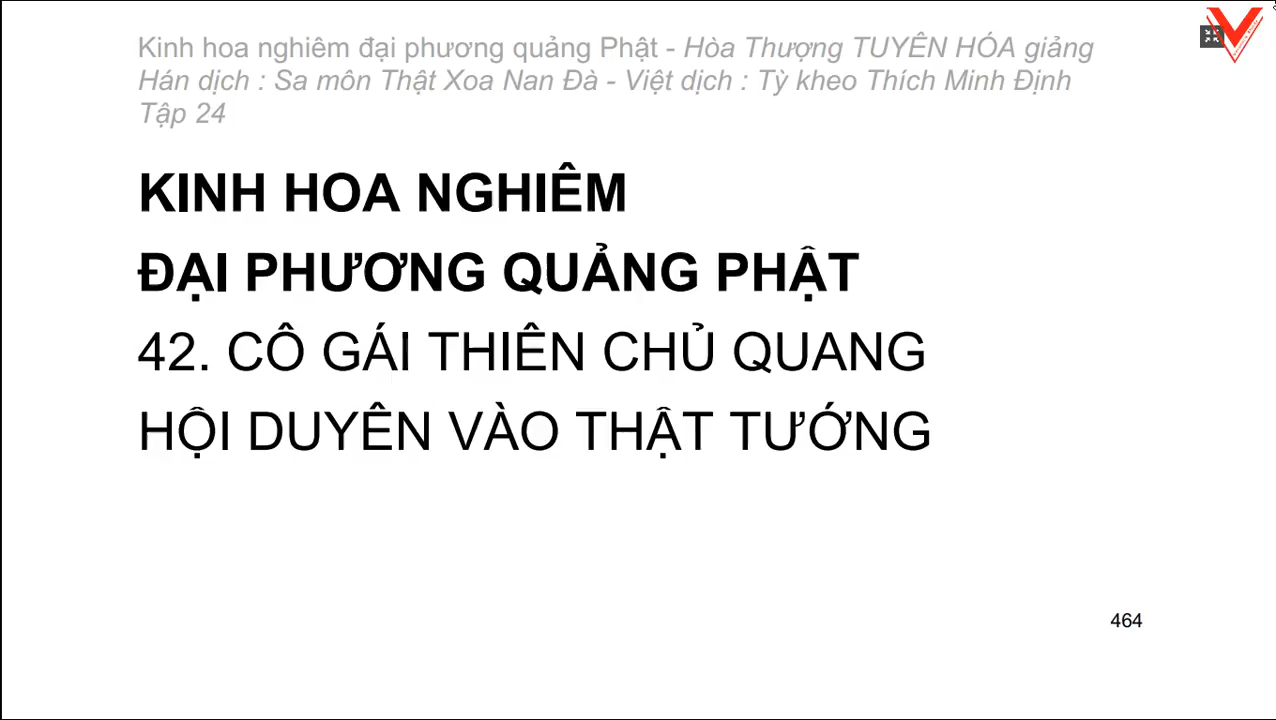 Kinh hoa nghiêm đại phương quảng Phật - Hòa Thượng TUYÊN HÓA giảng
Hán dịch : Sa môn Thật Xoa Nan Đà - Việt dịch : Tỳ kheo Thích Minh Định
Tập 24
KINH HOA NGHIÊM
ĐẠI PHƯƠNG QUẢNG PHẬT
42. CÔ GÁI THIÊN CHỦ QUANG
HỘI DUYÊN VÀO THẬT TƯỚNG
464